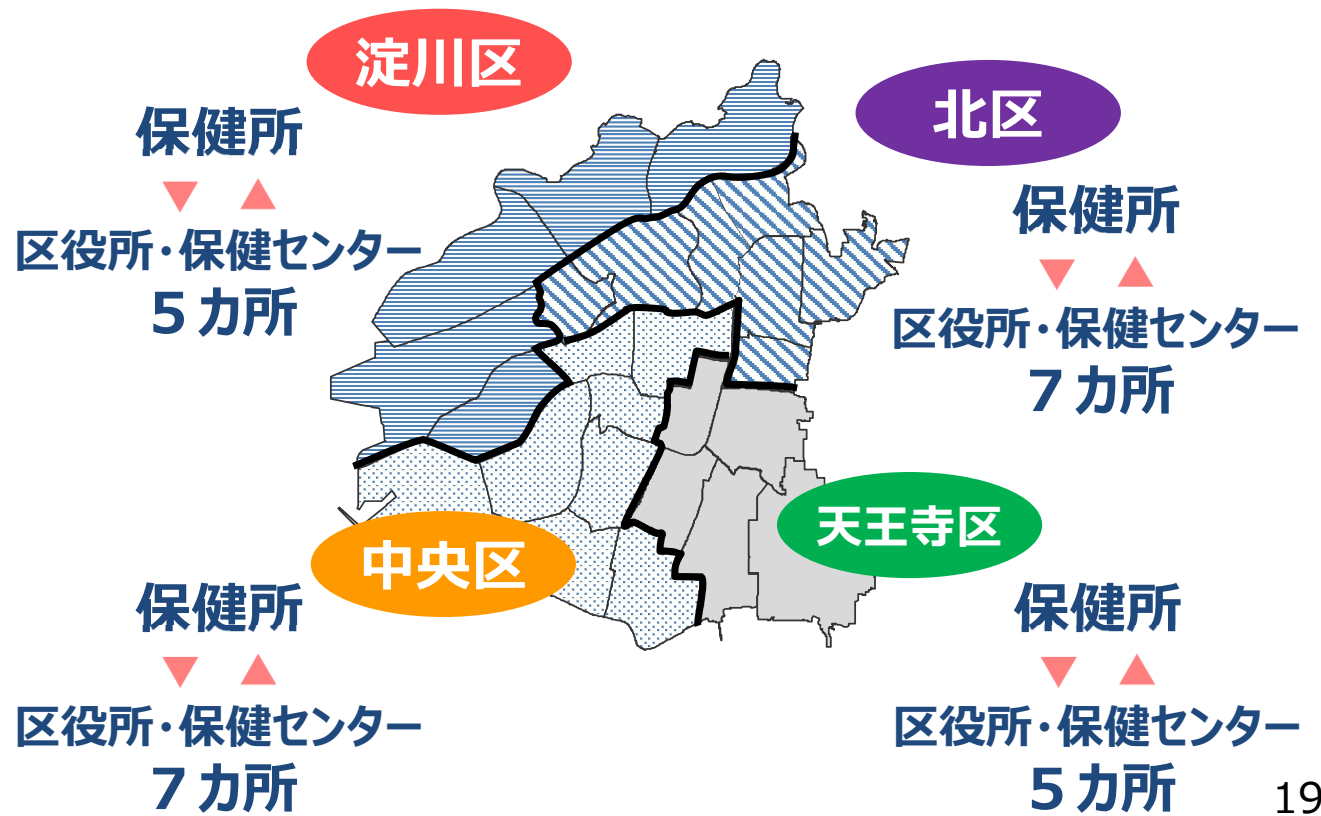 淀川区
保健所
▼ ▲
区役所・保健センター
５カ所
北区
保健所
▼ ▲
区役所・保健センター
７カ所
中央区
保健所
▼ ▲
区役所・保健センター
７カ所
天王寺区
保健所
▼ ▲
区役所・保健センター
５カ所
19